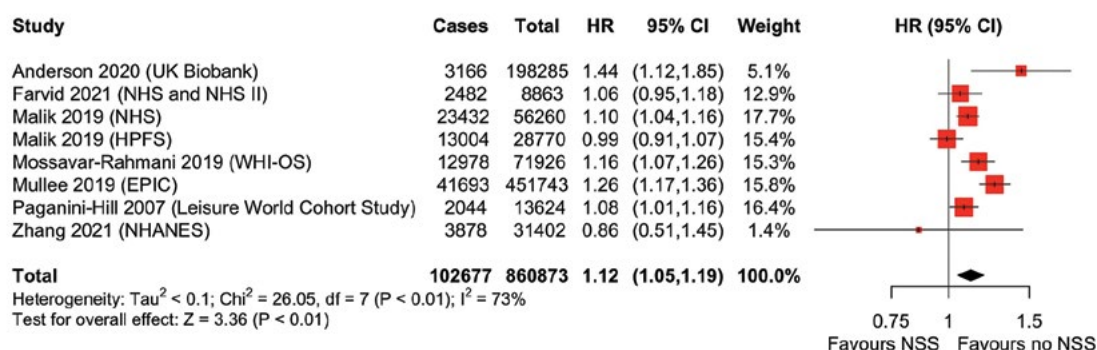 Study Cases Total HR 95% CI Weight HR (95% CI)
Anderson 2020 (UK Biobank) 3166 198285 1.44 (1.12,1.85) 5.1%
Farvid 2021 (NHS and NHS II) 2482 8863 1.06 (0.95,1.18) 12.9%
Malik 2019 (NHS) 23432 56260 1.10 (1.04,1.16) 17.7%
Malik 2019 (HPFS) 13004 28770 0.99 (0.91,1.07) 15.4%
Mossavar-Rahmani 2019 (WHI-OS) 12978 71926 1.16 (1.07,1.26) 15.3%
Mullee 2019 (EPIC) 41693 451743 1.26 (1.17,1.36) 15.8%
Paganini-Hill 2007 (Leisure World Cohort Study) 2044 13624 1.08 (1.01,1.16) 16.4%
Zhang 2021 (NHANES) 3878 31402 0.86 (0.51,1.45) 1.4%
Total 102677 860873 1.12 (1.05,1.19) 100.0%
Heterogeneity: Tau² < 0.1; Chi² = 26.05, df = 7 (P < 0.01); I² = 73%
Test for overall effect: Z = 3.36 (P < 0.01)
0.75 1 1.5
Favours NSS Favours no NSS